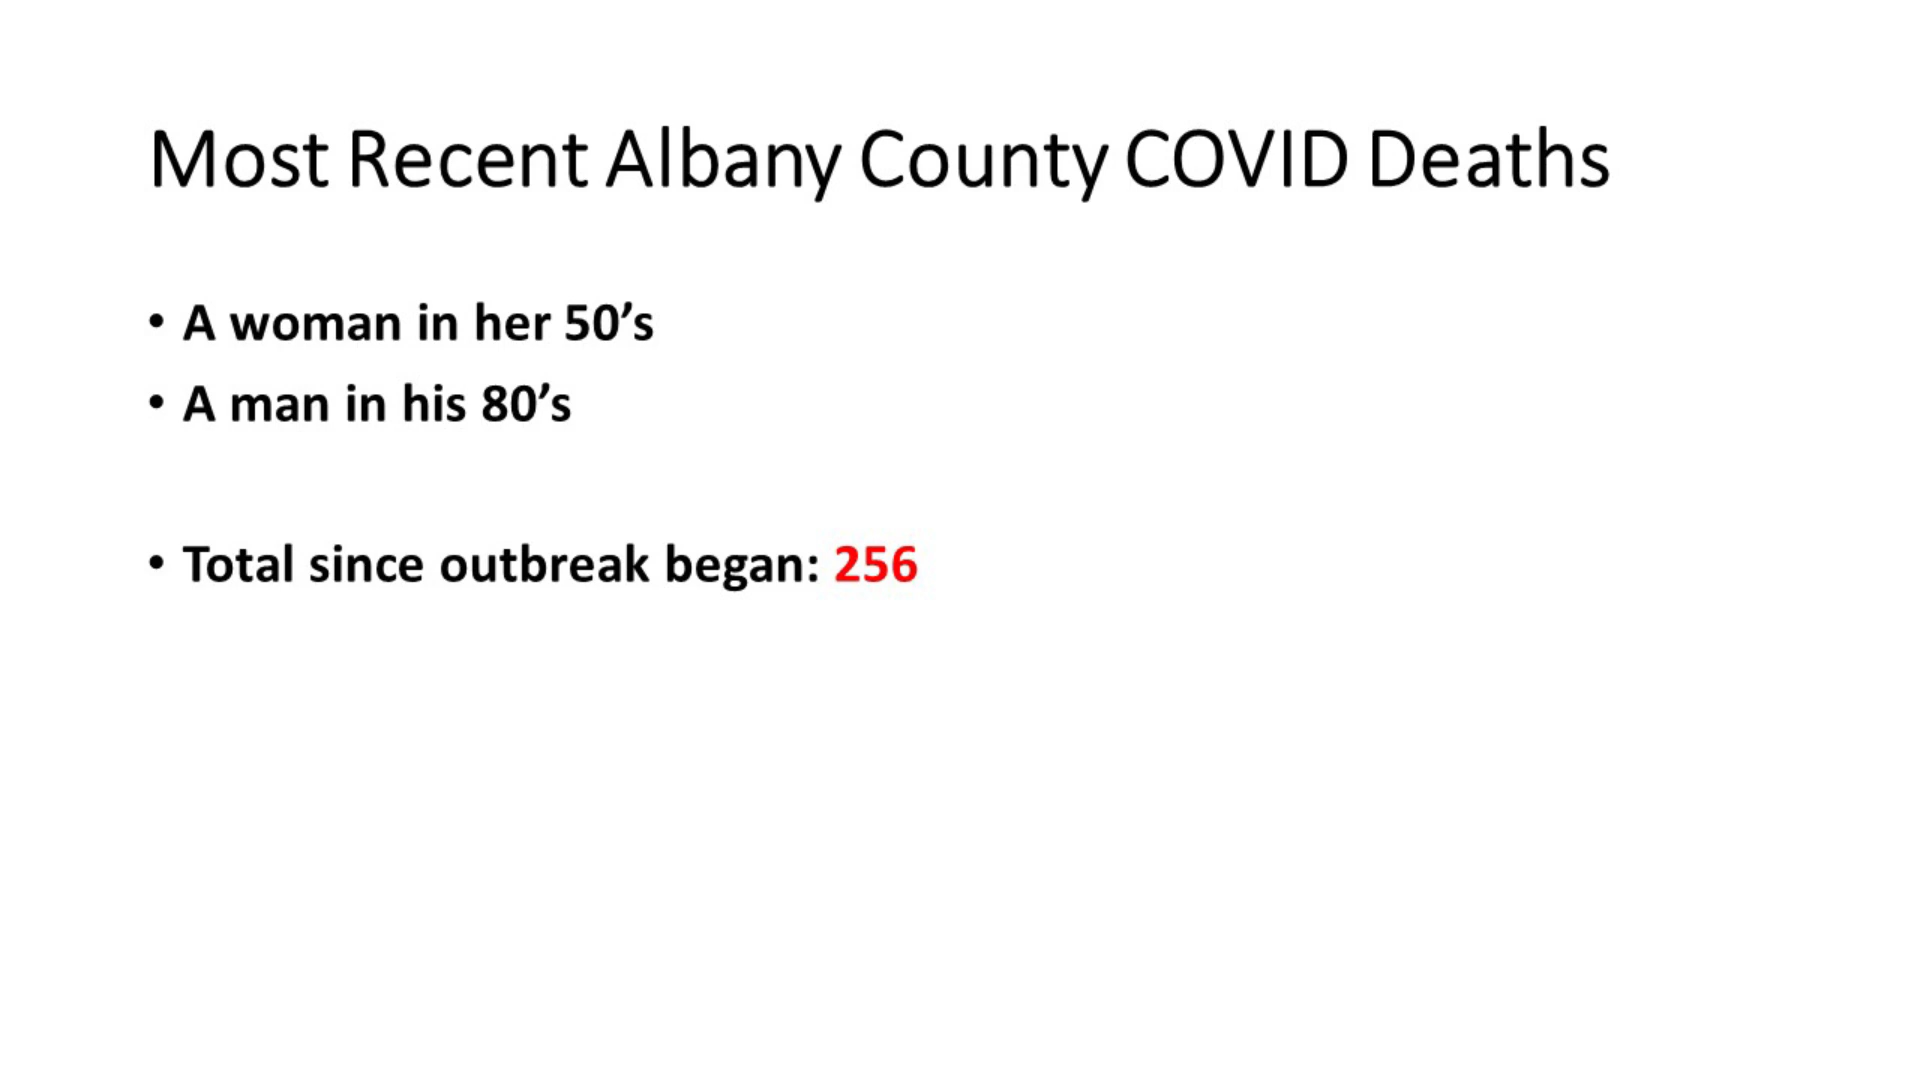 Most Recent Albany County COVID Deaths
• A woman in her 50’s
• A man in his 80’s
• Total since outbreak began: 256